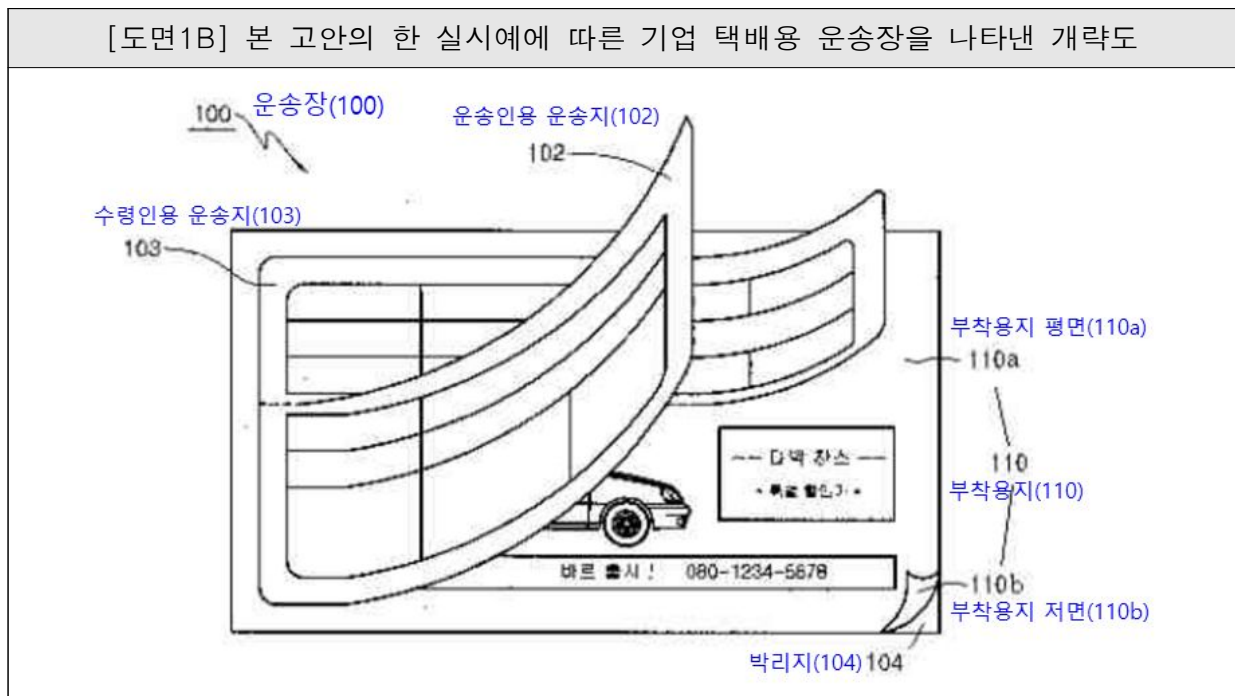 [도면1B] 본 고안의 한 실시예에 따른 기업 택배용 운송장을 나타낸 개략도
100 운송장(100)
운송인용 운송지(102)
102
수령인용 운송지(103)
103
부착용지 평면(110a)
110a
110
부착용지(110)
080-1234-5678
110b
부착용지 저면(110b)
박리지(104) 104